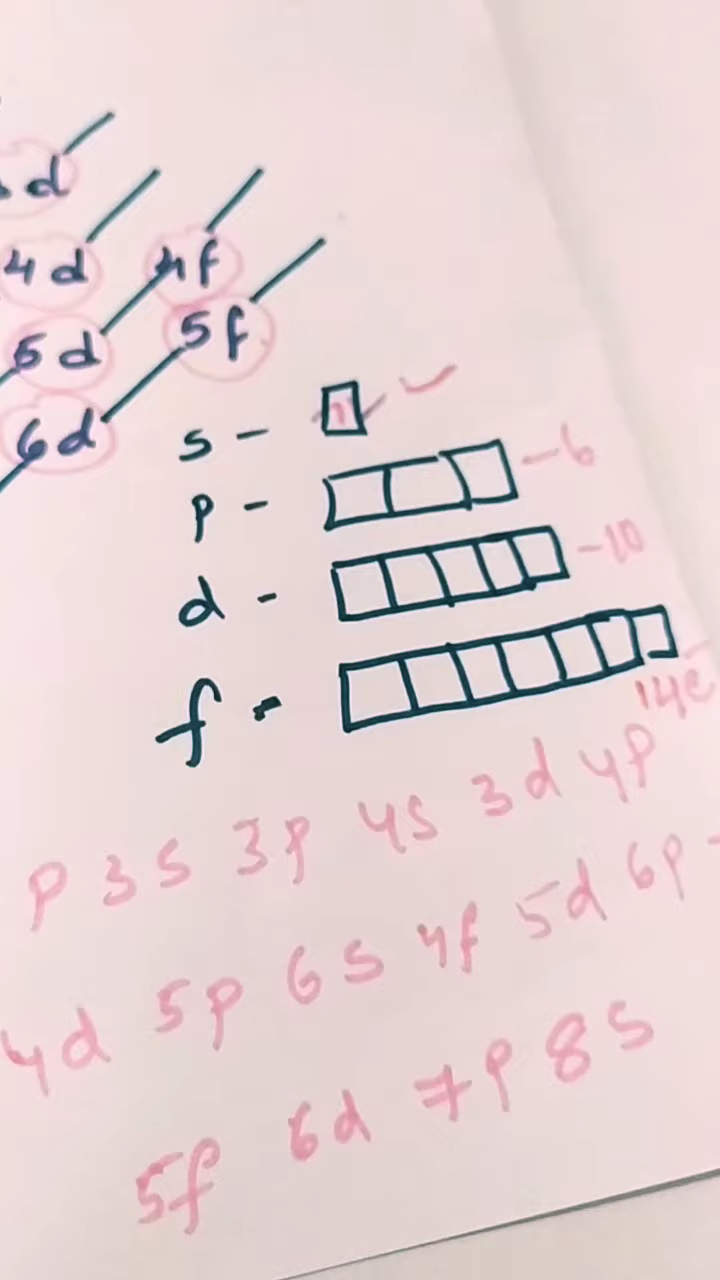 d
4d 4f
5d 5f
6d
s -
p - - 6
d - - 10
f - 14e
p 3s 3p 4s 3d 4p
4d 5p 6s 4f 5d 6p -
5f 6d 7p 8s